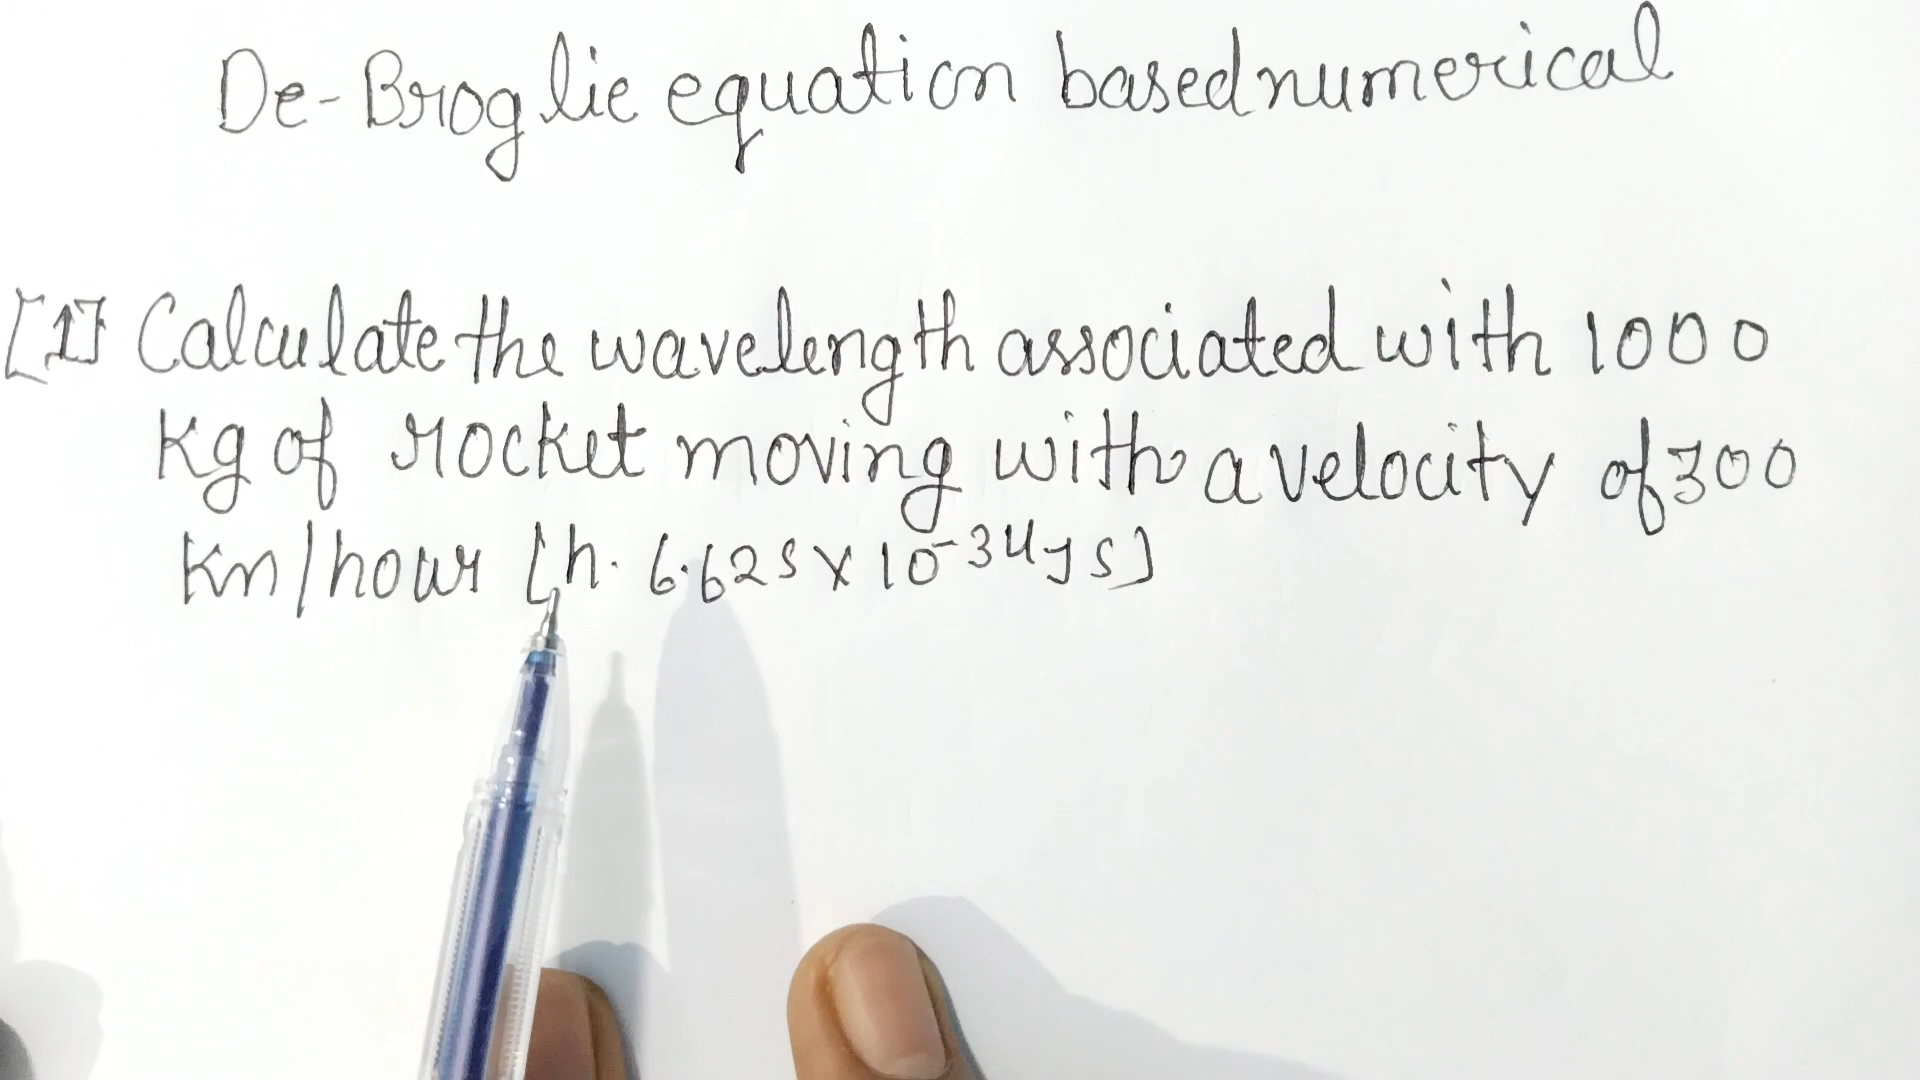 De-Broglie equation based numerical
[1] Calculate the wavelength associated with 1000
kg of rocket moving with a velocity of 300
Km/hour [h. 6.625 x 10-34JS]